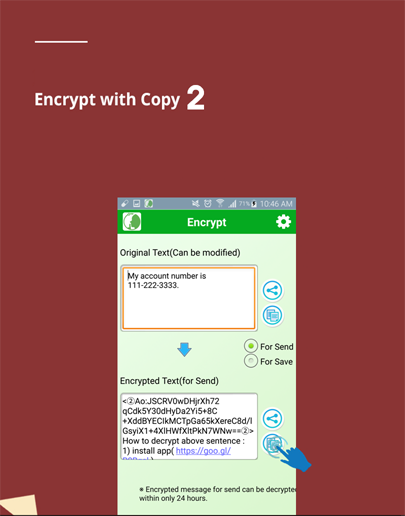 Encrypt with Copy 2
71% 10:46 AM
Encrypt
Original Text(Can be modified)
My account number is
111-222-3333.
For Send
For Save
Encrypted Text(for Send)
<②Ao:JSCRV0wDHjrXh72
qCdk5Y30dHyDa2Yi5+8C
+XddBYEClkMCTpGa65kXereC8d/l
GsyiX1+4XlHWfXltPkN7WNw==②>
How to decrypt above sentence :
1) install app( https://goo.gl/
※ Encrypted message for send can be decrypted
within only 24 hours.